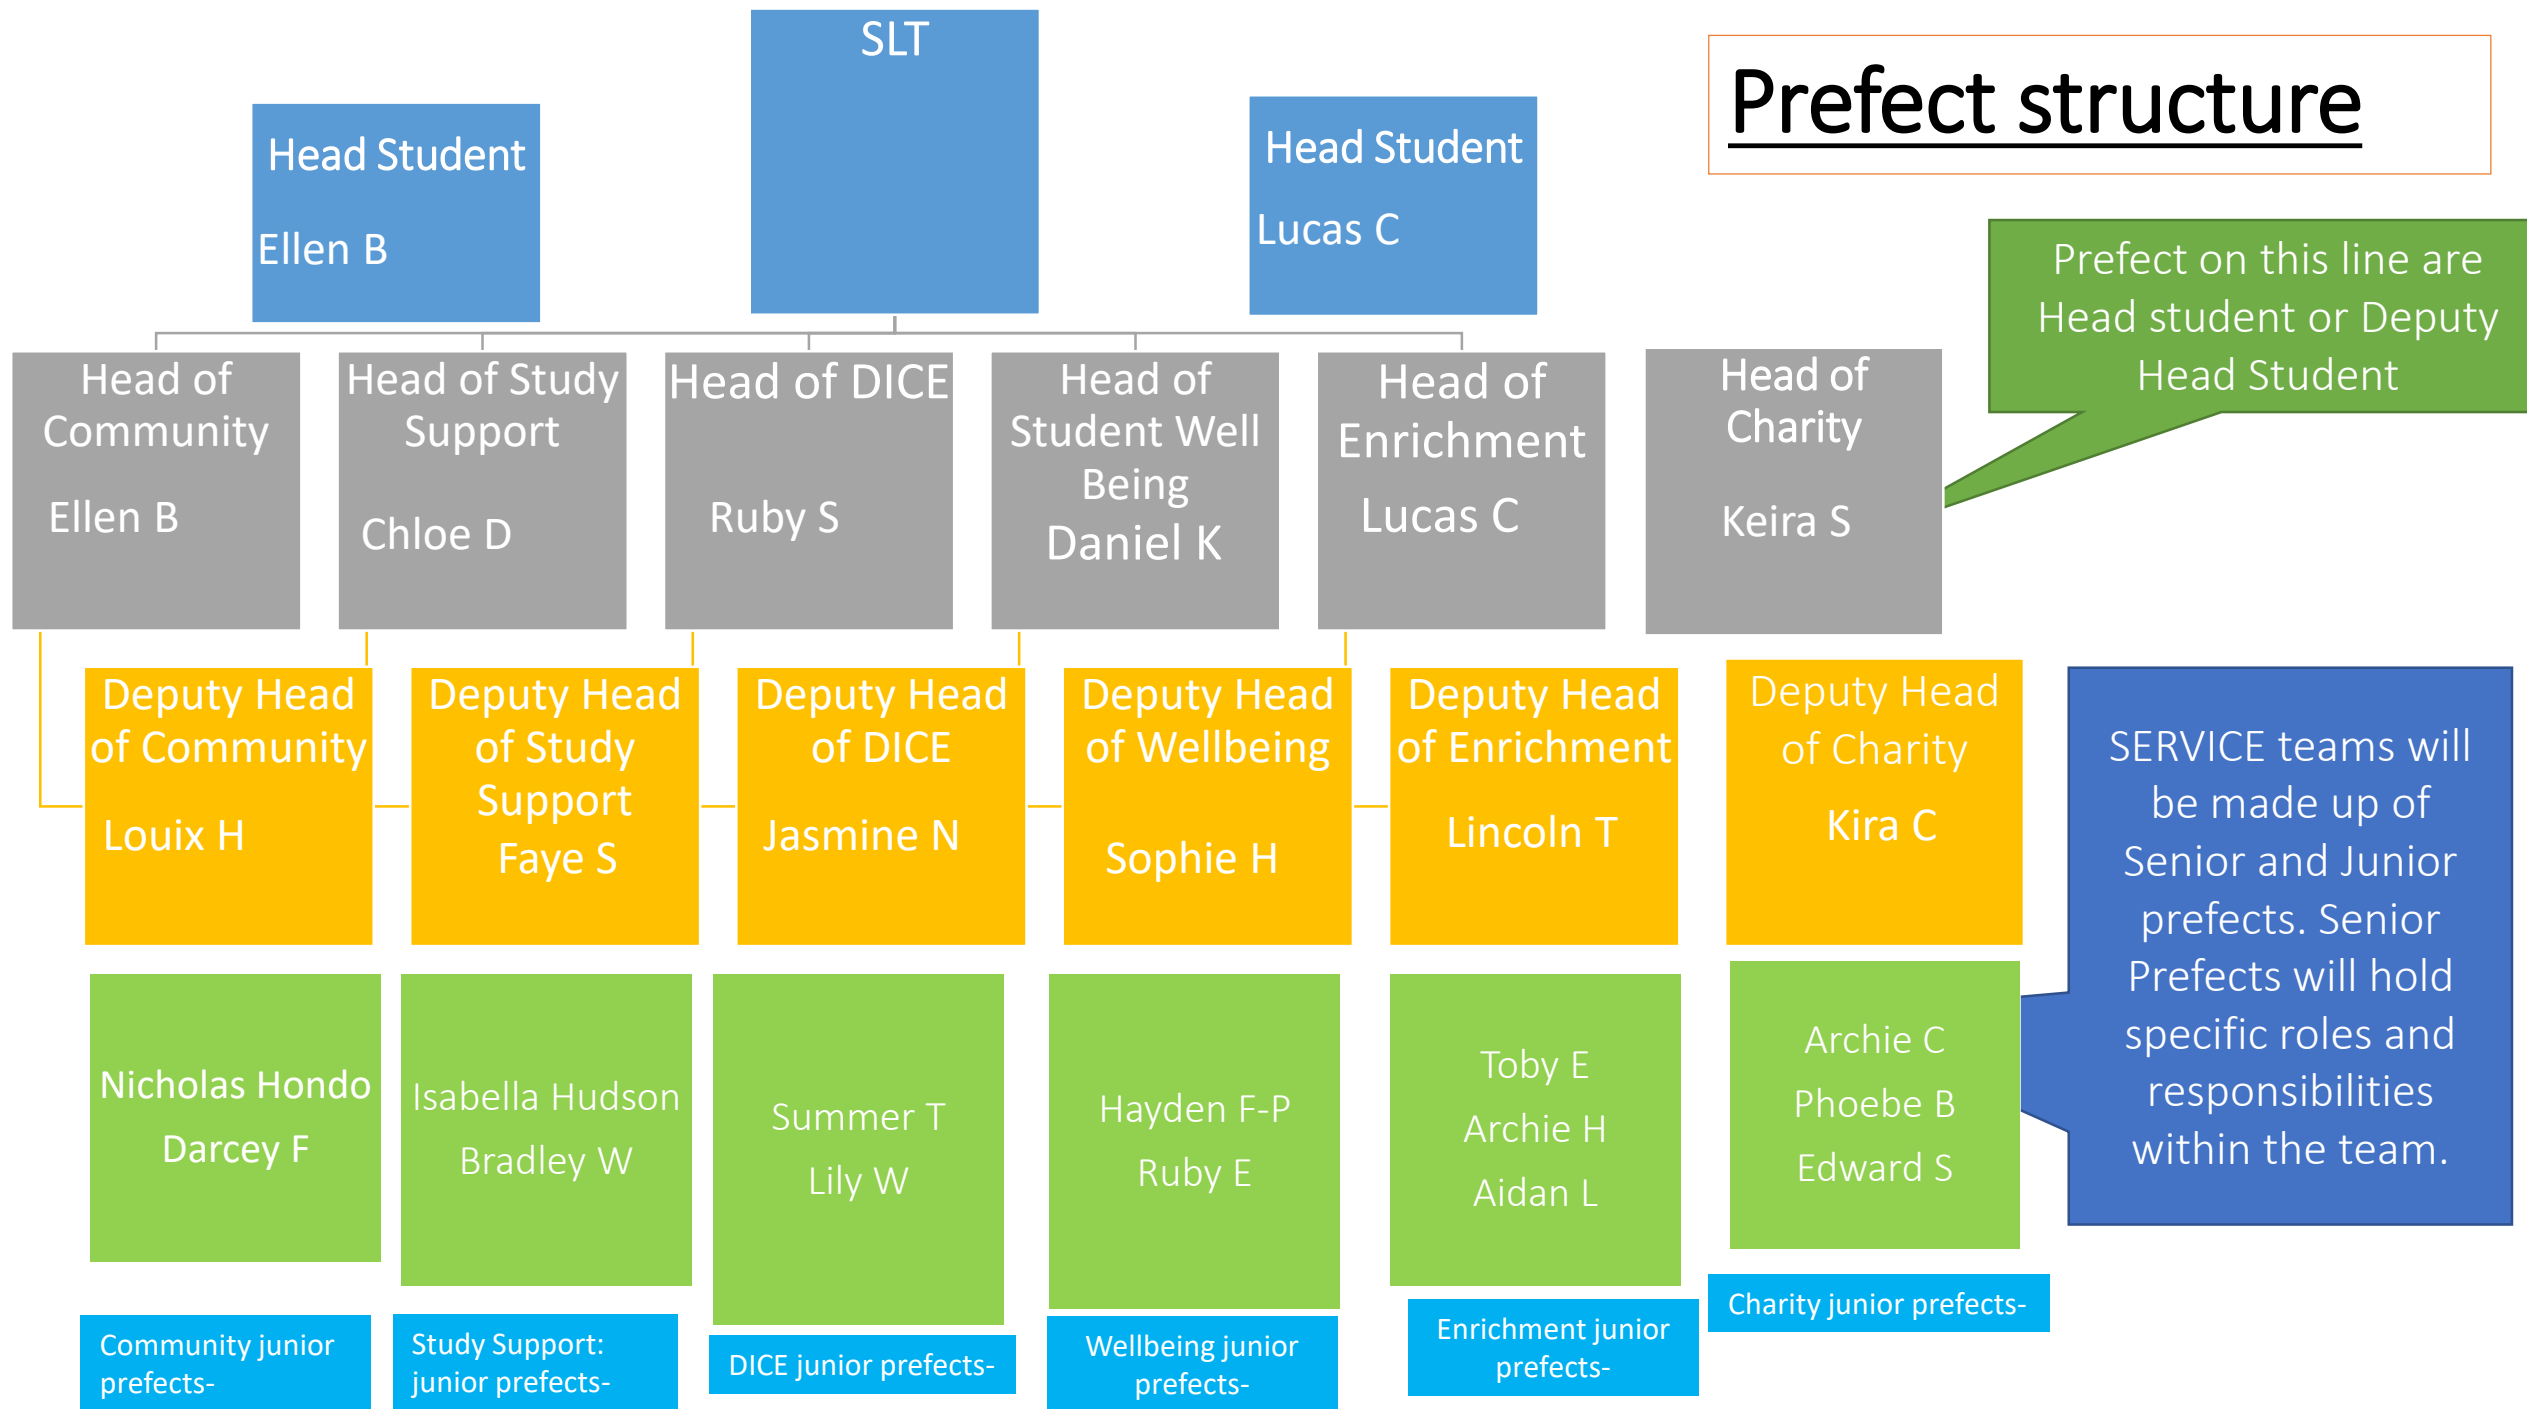 SLT
Prefect structure
Head Student
Ellen B
Head Student
Lucas C
Prefect on this line are
Head student or Deputy
Head Student
Head of
Community
Ellen B
Head of Study
Support
Chloe D
Head of DICE
Ruby S
Head of
Student Well
Being
Daniel K
Head of
Enrichment
Lucas C
Head of
Charity
Keira S
Deputy Head
of Community
Louix H
Deputy Head
of Study
Support
Faye S
Deputy Head
of DICE
Jasmine N
Deputy Head
of Wellbeing
Sophie H
Deputy Head
of Enrichment
Lincoln T
Deputy Head
of Charity
Kira C
SERVICE teams will
be made up of
Senior and Junior
prefects. Senior
Prefects will hold
specific roles and
responsibilities
within the team.
Nicholas Hondo
Darcey F
Isabella Hudson
Bradley W
Summer T
Lily W
Hayden F-P
Ruby E
Toby E
Archie H
Aidan L
Archie C
Phoebe B
Edward S
Community junior
prefects-
Study Support:
junior prefects-
DICE junior prefects-
Wellbeing junior
prefects-
Enrichment junior
prefects-
Charity junior prefects-